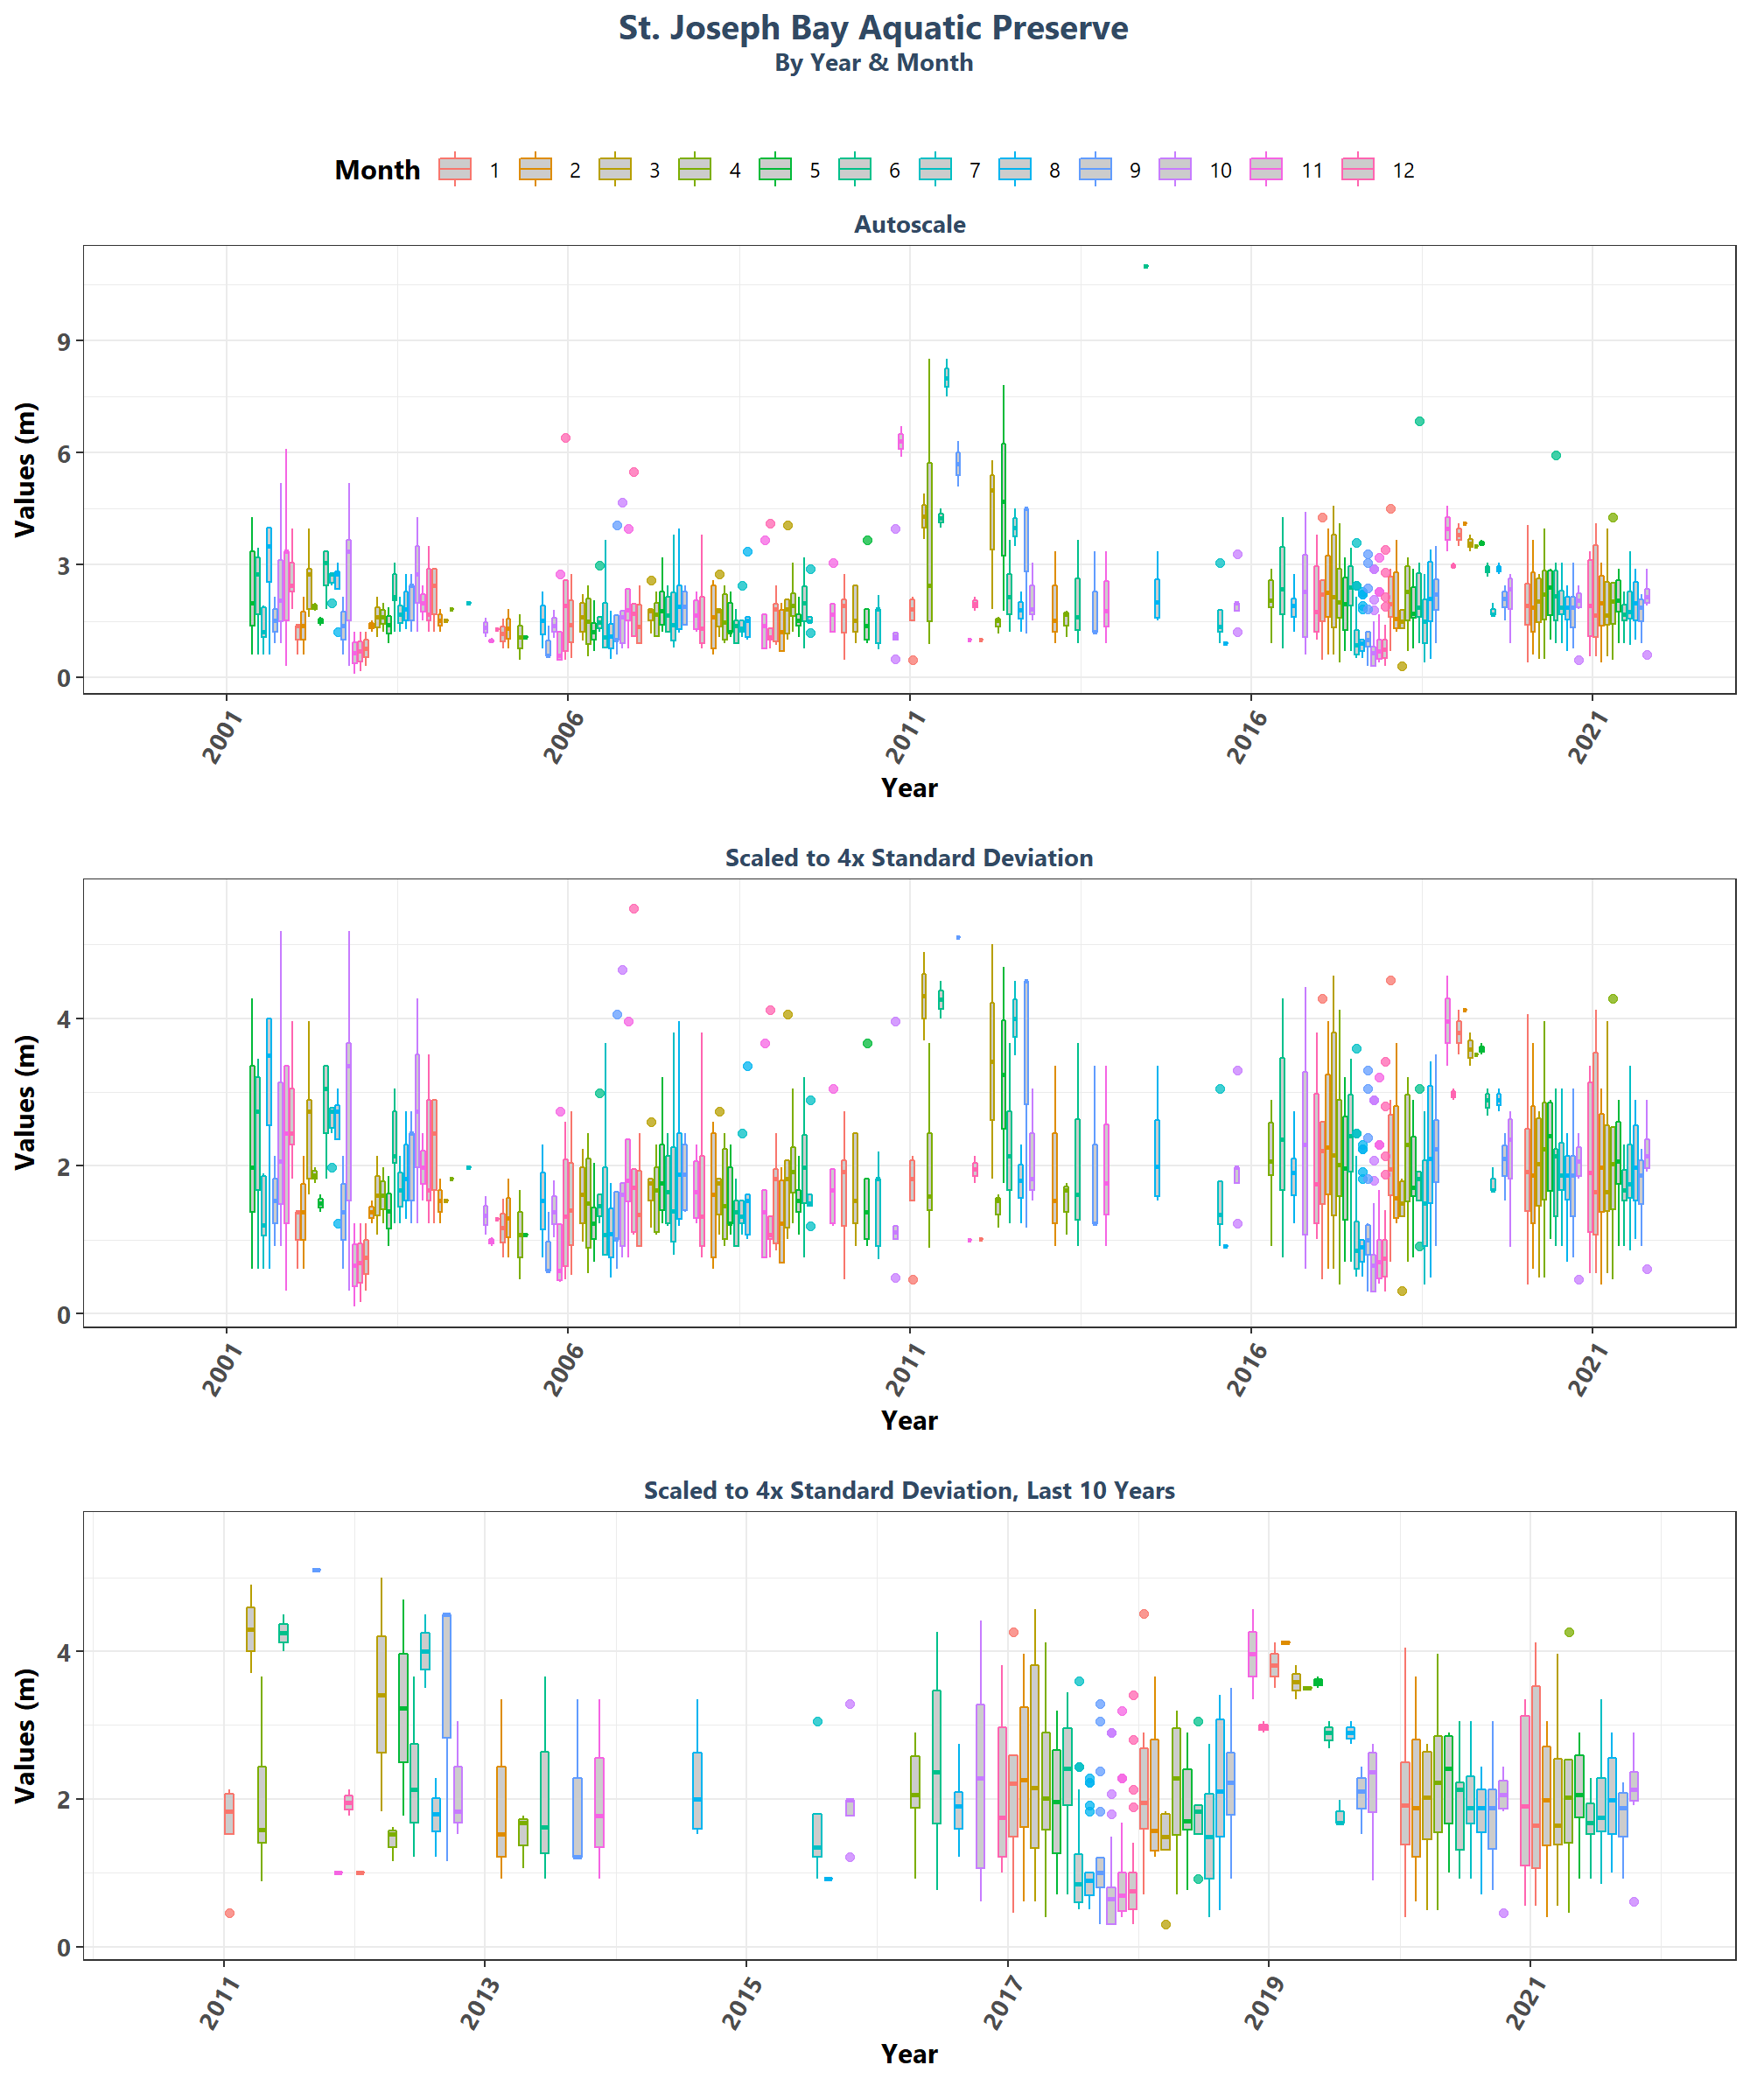 St. Joseph Bay Aquatic Preserve
By Year & Month
Month 1 2 3 4 5 6 7 8 9 10 11 12
Autoscale
Values (m)
9
6
3
0
2001 2006 2011 2016 2021
Year
Scaled to 4x Standard Deviation
Values (m)
4
2
0
2001 2006 2011 2016 2021
Year
Scaled to 4x Standard Deviation, Last 10 Years
Values (m)
4
2
0
2011 2013 2015 2017 2019 2021
Year